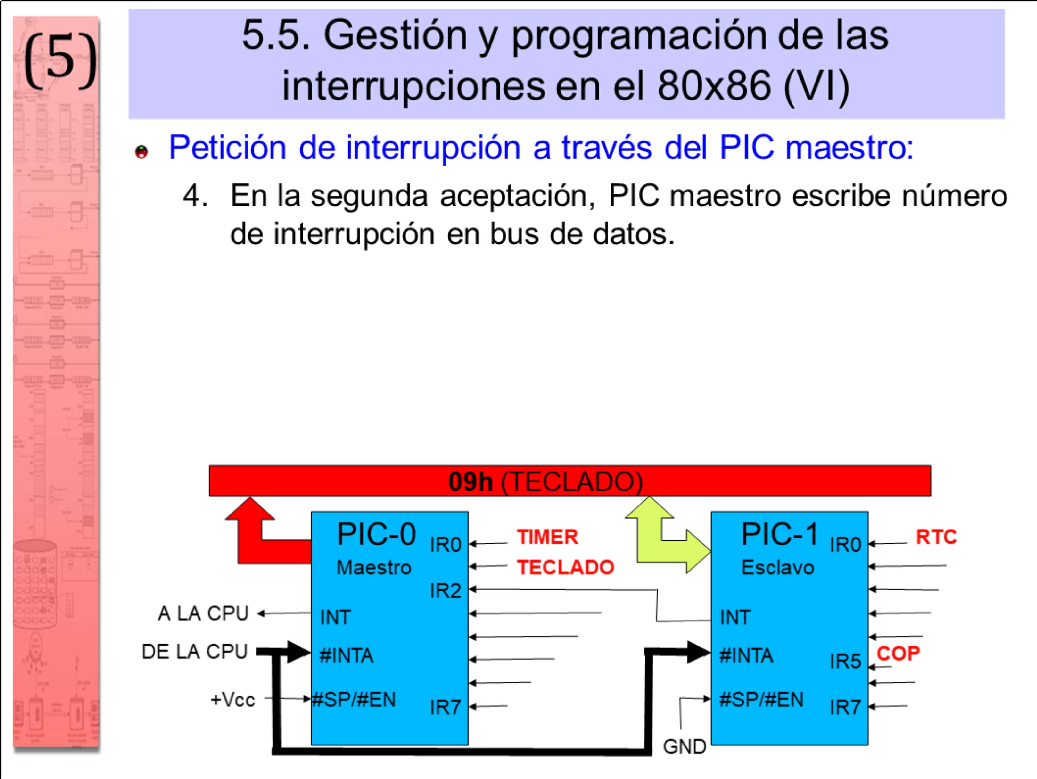 (5)
5.5. Gestión y programación de las
interrupciones en el 80x86 (VI)
Petición de interrupción a través del PIC maestro:
4. En la segunda aceptación, PIC maestro escribe número
de interrupción en bus de datos.
09h (TECLADO)
PIC-0
Maestro
IR0
TIMER
TECLADO
IR2
A LA CPU
INT
DE LA CPU
#INTA
+Vcc
#SP/#EN
IR7
PIC-1
Esclavo
IR0
RTC
INT
#INTA
IR5
COP
#SP/#EN
IR7
GND